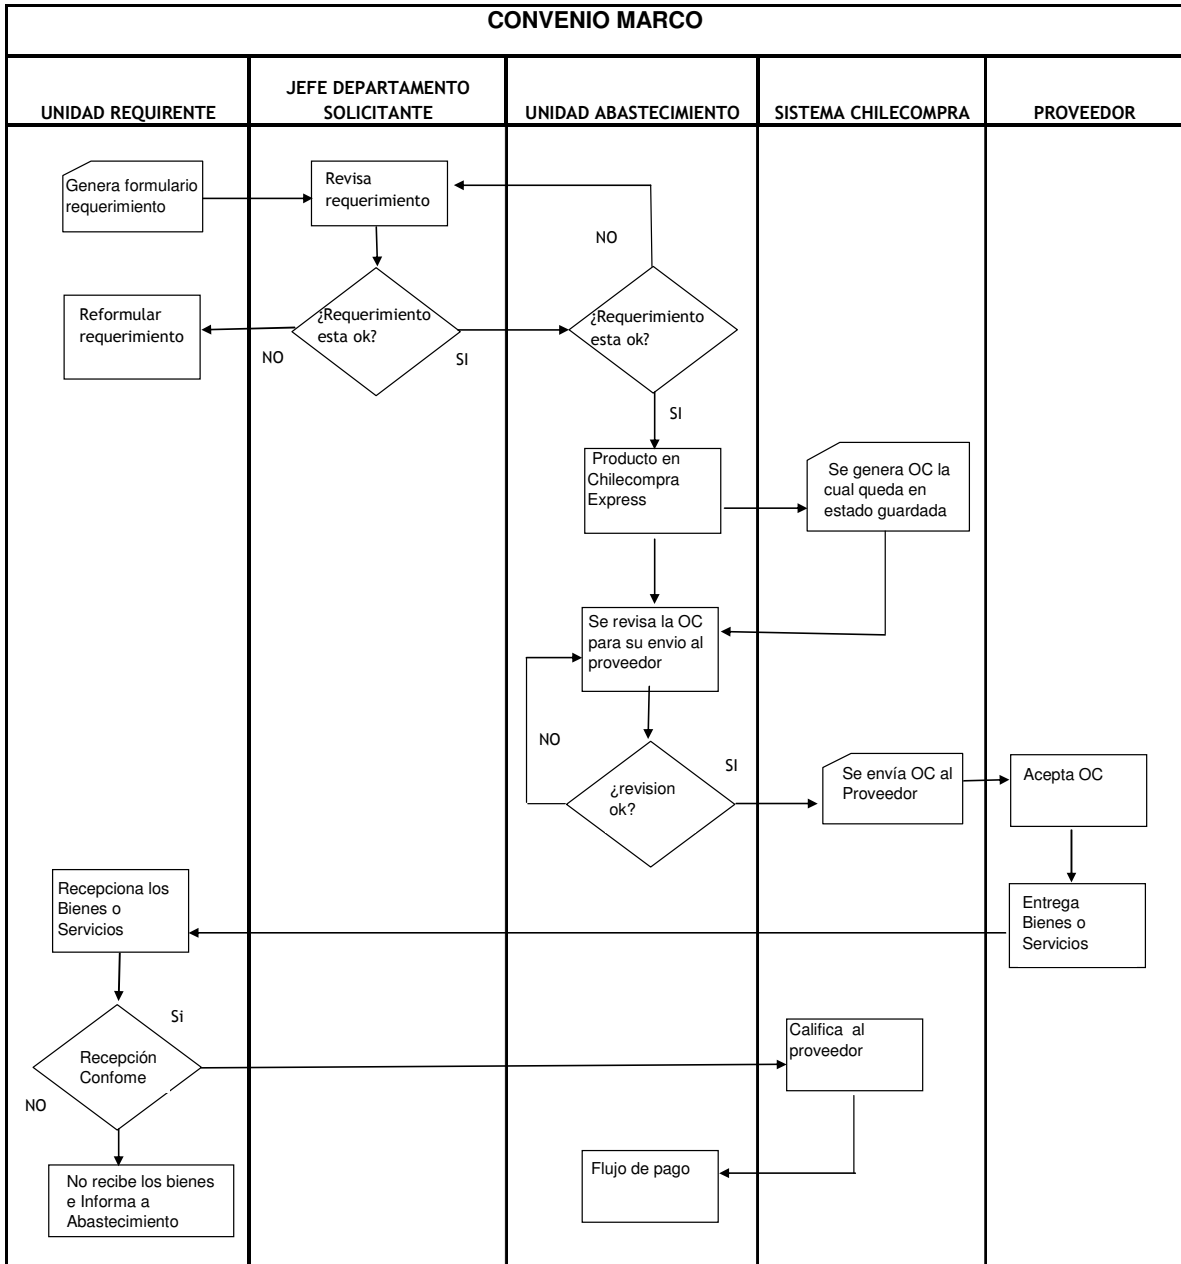 CONVENIO MARCO
UNIDAD REQUIRENTE
JEFE DEPARTAMENTO
SOLICITANTE
UNIDAD ABASTECIMIENTO
SISTEMA CHILECOMPRA
PROVEEDOR
Genera formulario
requerimiento
Revisa
requerimiento
NO
Reformular
requerimiento
NO
¿Requerimiento
esta ok?
SI
¿Requerimiento
esta ok?
SI
Producto en
Chilecompra
Express
Se genera OC la
cual queda en
estado guardada
Se revisa la OC
para su envio al
proveedor
NO
¿revision
ok?
SI
Se envía OC al
Proveedor
Acepta OC
Entrega
Bienes o
Servicios
Recepciona los
Bienes o
Servicios
Si
Recepción
Confome
NO
Califica al
proveedor
No recibe los bienes
e Informa a
Abastecimiento
Flujo de pago